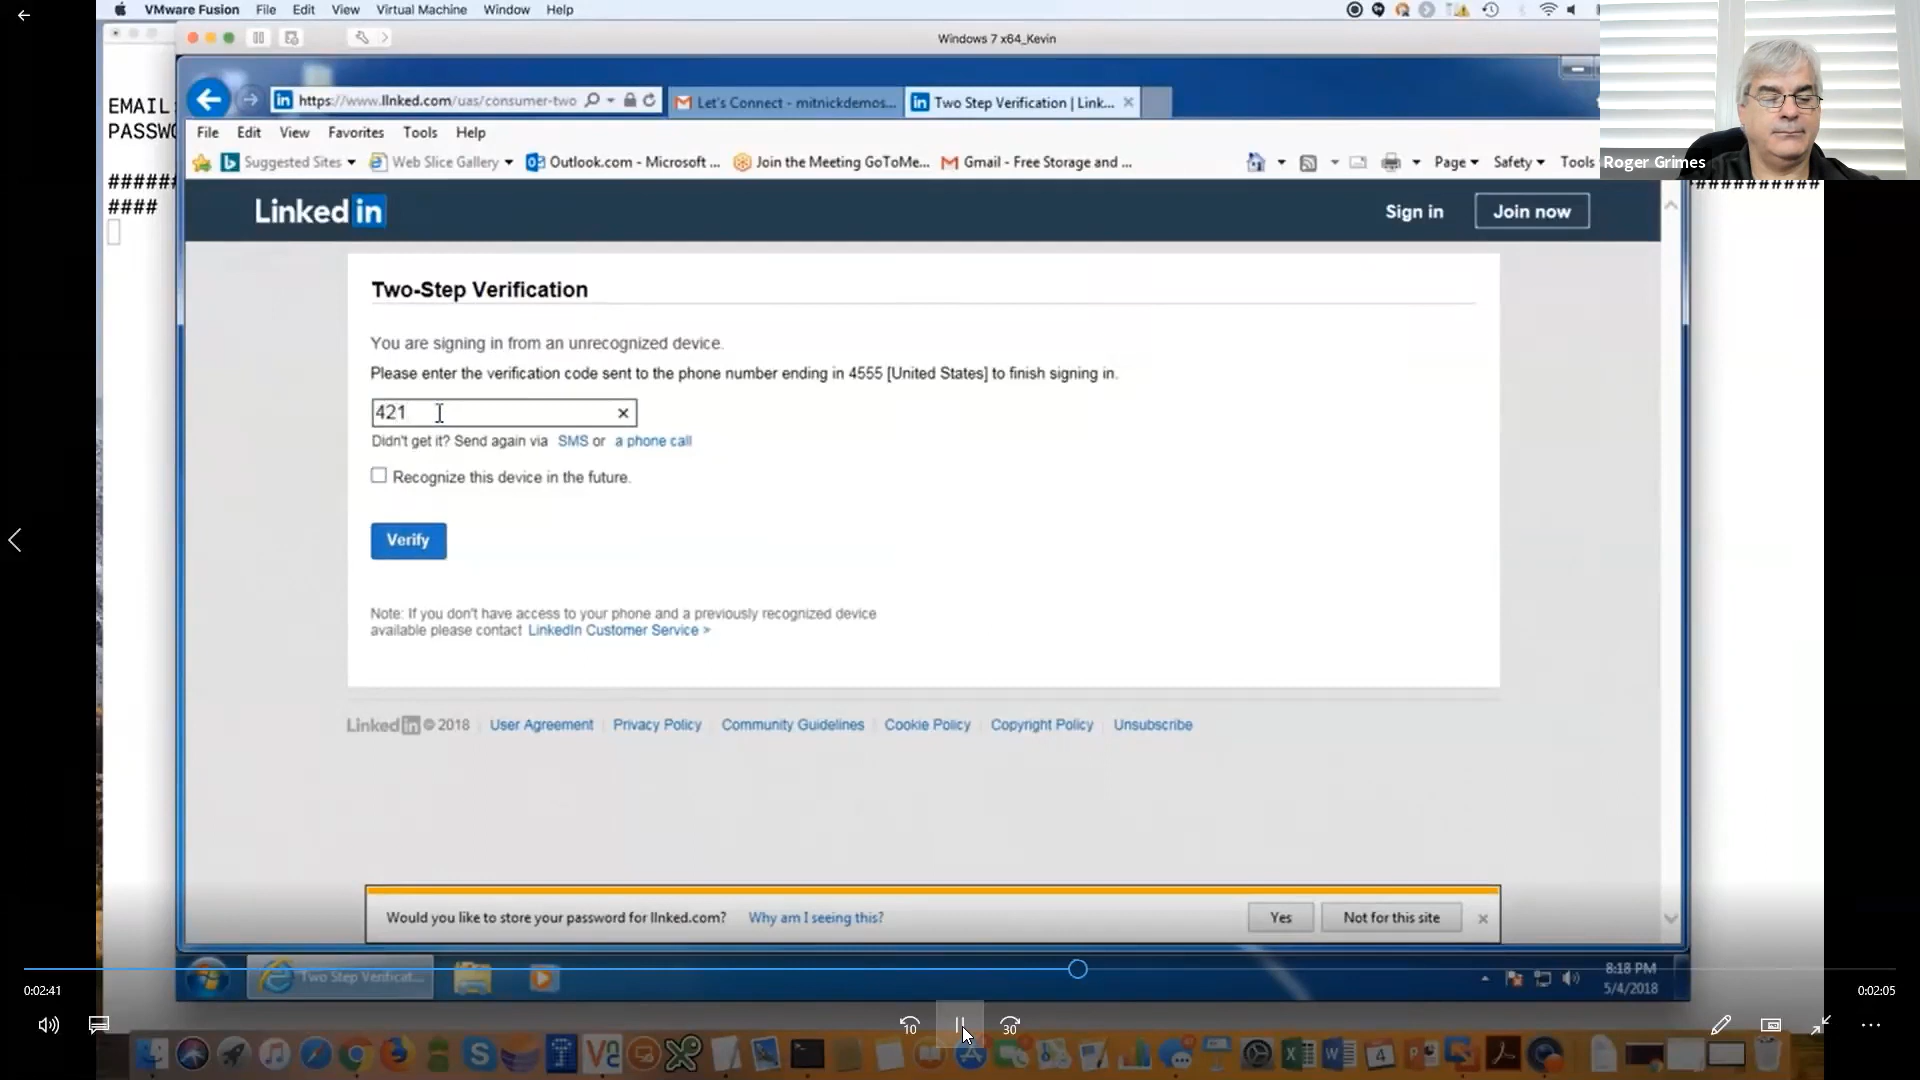 VMware Fusion File Edit View Virtual Machine Window Help
Windows 7 x64_Kevin
EMAIL:
PASSWO
https://www.llnked.com/uas/consumer-two
Let's Connect - mitnickdemos...
Two Step Verification | Link...
File Edit View Favorites Tools Help
Suggested Sites Web Slice Gallery Outlook.com - Microsoft ... Join the Meeting GoToMe... Gmail - Free Storage and ... Page Safety Tools
Roger Grimes
######
##########
####
Linkedin
Sign in Join now
Two-Step Verification
You are signing in from an unrecognized device.
Please enter the verification code sent to the phone number ending in 4555 [United States] to finish signing in.
421
Didn't get it? Send again via SMS or a phone call
Recognize this device in the future.
Verify
Note: If you don't have access to your phone and a previously recognized device
available please contact LinkedIn Customer Service >
Linkedin © 2018 User Agreement Privacy Policy Community Guidelines Cookie Policy Copyright Policy Unsubscribe
Would you like to store your password for llnked.com? Why am I seeing this? Yes Not for this site
Two Step Verificat...
8:18 PM
5/4/2018
0:02:41
0:02:05
10
30